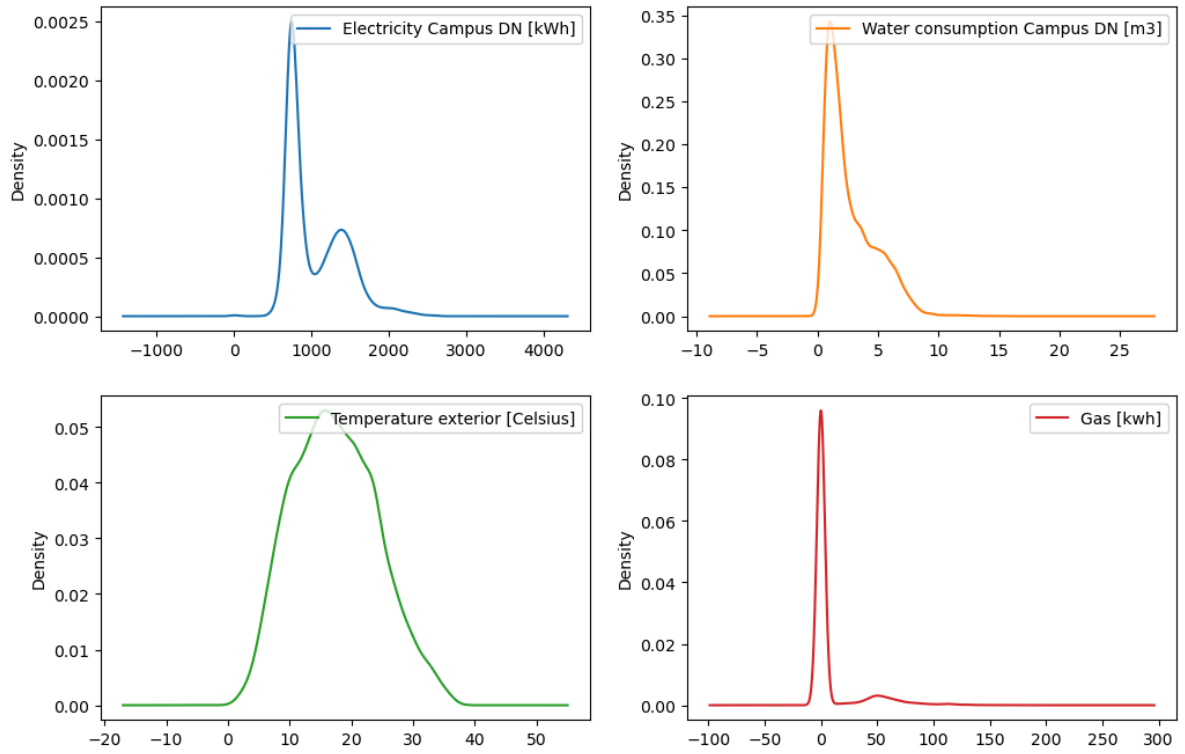 Electricity Campus DN [kWh]
Density
0.0025
0.0020
0.0015
0.0010
0.0005
0.0000
−1000 0 1000 2000 3000 4000
Water consumption Campus DN [m3]
Density
0.35
0.30
0.25
0.20
0.15
0.10
0.05
0.00
−10 −5 0 5 10 15 20 25
Temperature exterior [Celsius]
Density
0.05
0.04
0.03
0.02
0.01
0.00
−20 −10 0 10 20 30 40 50
Gas [kwh]
Density
0.10
0.08
0.06
0.04
0.02
0.00
−100 −50 0 50 100 150 200 250 300